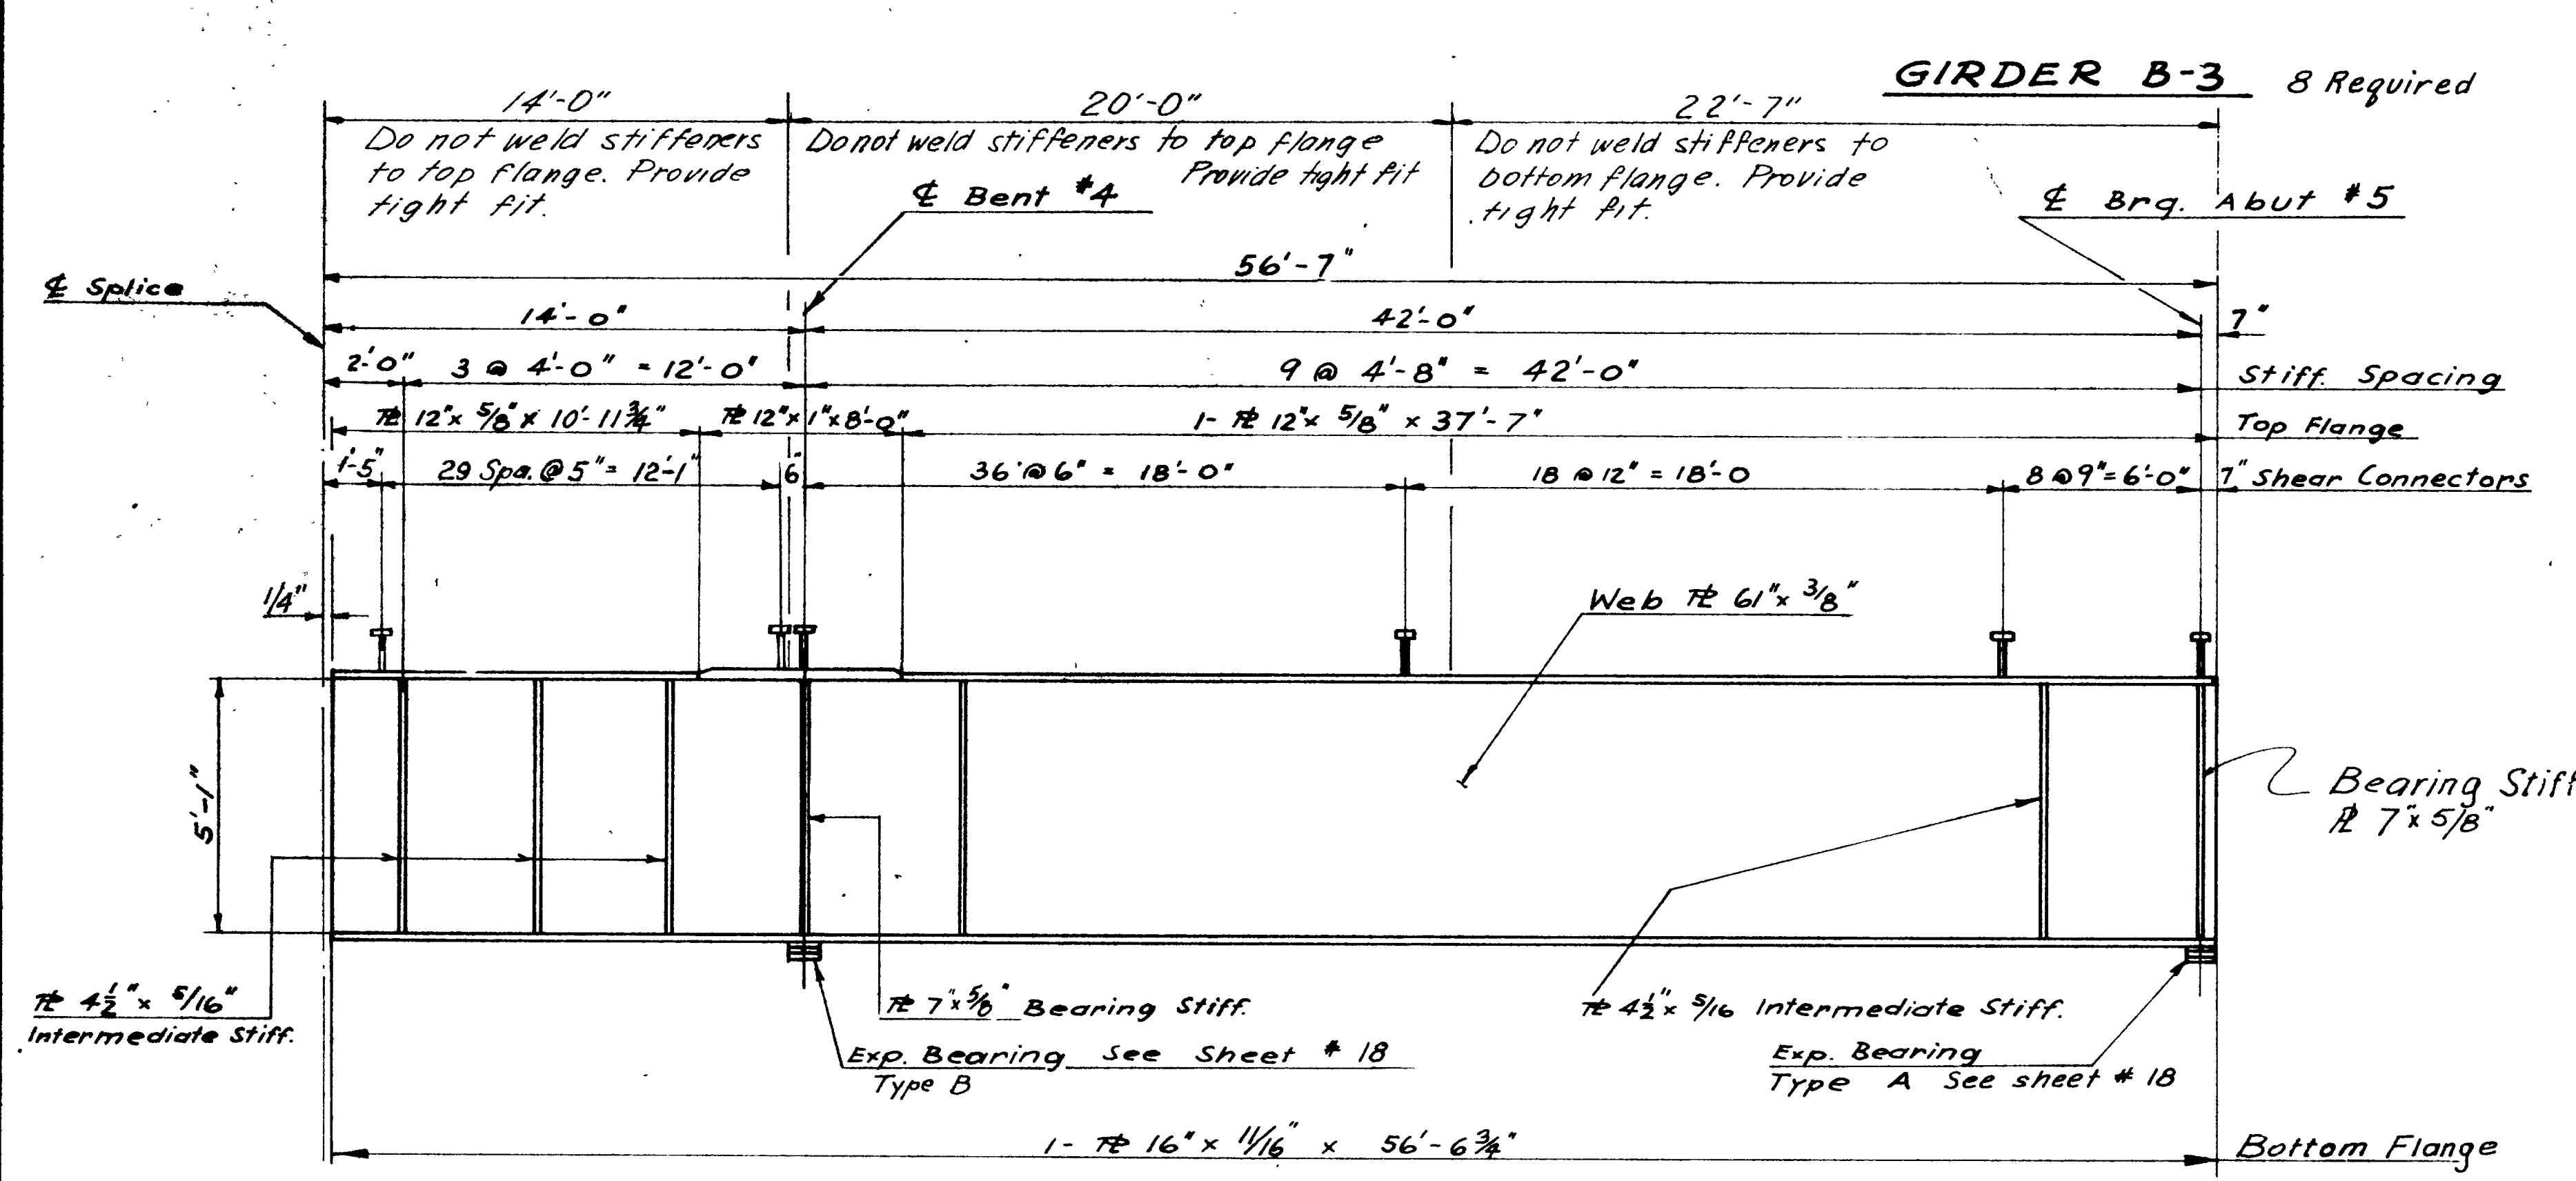 GIRDER B-3 8 Required
14'-0" 20'-0" 22'-7"
Do not weld stiffeners
to top flange. Provide
tight fit.
Do not weld stiffeners to top flange
Provide tight fit
Do not weld stiffeners to
bottom flange. Provide
tight fit.
℄ Bent #4
℄ Brg. Abut #5
56'-7"
℄ Splice
14'-0" 42'-0" 7"
2'-0" 3 @ 4'-0" = 12'-0" 9 @ 4'-8" = 42'-0" Stiff. Spacing
℄ 12" x 5/8" x 10'-11 3/4" ℄ 12" x 1" x 8'-0" 1- ℄ 12" x 5/8" x 37'-7" Top Flange
1'-5" 29 Spa. @ 5" = 12'-1" 6" 36 @ 6" = 18'-0" 18 @ 12" = 18'-0 8 @ 9" = 6'-0" 7" Shear Connectors
1/4"
Web ℄ 61" x 3/8"
5'-1"
Bearing Stiff
℄ 7" x 5/8"
℄ 4 1/2" x 5/16"
Intermediate Stiff.
℄ 7" x 5/8" Bearing Stiff.
℄ 4 1/2" x 5/16 Intermediate Stiff.
Exp. Bearing See Sheet # 18
Type B
Exp. Bearing
Type A See sheet # 18
1- ℄ 16" x 11/16" x 56'-6 3/4" Bottom Flange